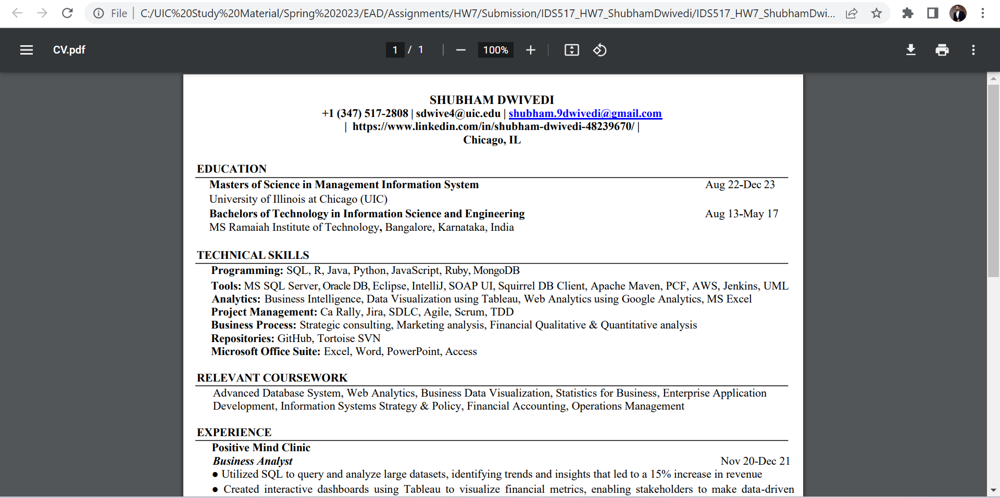 File | C:/UIC%20Study%20Material/Spring%202023/EAD/Assignments/HW7/Submission/IDS517_HW7_ShubhamDwivedi/IDS517_HW7_ShubhamDwi...
CV.pdf 1 / 1 100%
SHUBHAM DWIVEDI
+1 (347) 517-2808 | sdwive4@uic.edu | shubham.9dwivedi@gmail.com
| https://www.linkedin.com/in/shubham-dwivedi-48239670/ |
Chicago, IL
EDUCATION
Masters of Science in Management Information System Aug 22-Dec 23
University of Illinois at Chicago (UIC)
Bachelors of Technology in Information Science and Engineering Aug 13-May 17
MS Ramaiah Institute of Technology, Bangalore, Karnataka, India
TECHNICAL SKILLS
Programming: SQL, R, Java, Python, JavaScript, Ruby, MongoDB
Tools: MS SQL Server, Oracle DB, Eclipse, IntelliJ, SOAP UI, Squirrel DB Client, Apache Maven, PCF, AWS, Jenkins, UML
Analytics: Business Intelligence, Data Visualization using Tableau, Web Analytics using Google Analytics, MS Excel
Project Management: Ca Rally, Jira, SDLC, Agile, Scrum, TDD
Business Process: Strategic consulting, Marketing analysis, Financial Qualitative & Quantitative analysis
Repositories: GitHub, Tortoise SVN
Microsoft Office Suite: Excel, Word, PowerPoint, Access
RELEVANT COURSEWORK
Advanced Database System, Web Analytics, Business Data Visualization, Statistics for Business, Enterprise Application
Development, Information Systems Strategy & Policy, Financial Accounting, Operations Management
EXPERIENCE
Positive Mind Clinic
Business Analyst Nov 20-Dec 21
● Utilized SQL to query and analyze large datasets, identifying trends and insights that led to a 15% increase in revenue
● Created interactive dashboards using Tableau to visualize financial metrics, enabling stakeholders to make data-driven